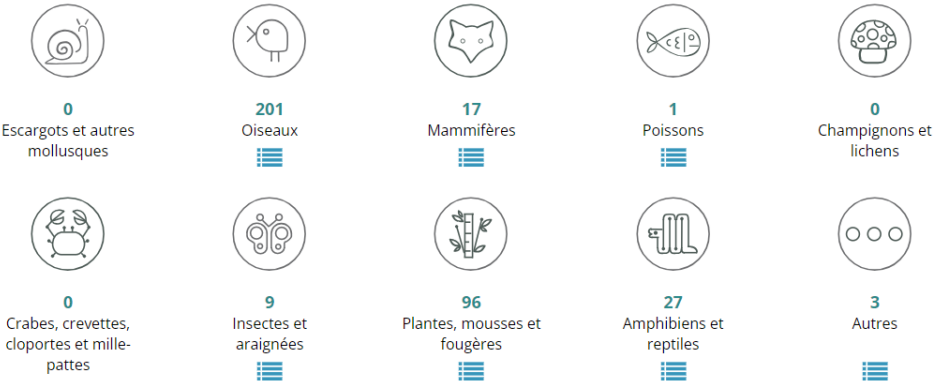 0
Escargots et autres
mollusques
201
Oiseaux
17
Mammifères
1
Poissons
0
Champignons et
lichens
0
Crabes, crevettes,
cloportes et mille-
pattes
9
Insectes et
araignées
96
Plantes, mousses et
fougères
27
Amphibiens et
reptiles
3
Autres